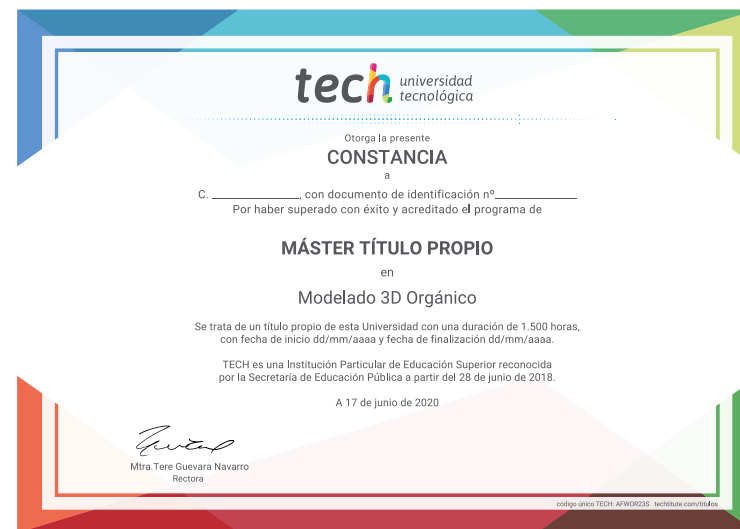 tech universidad
tecnológica
Otorga la presente
CONSTANCIA
a
C. ________________, con documento de identificación nº_______________
Por haber superado con éxito y acreditado el programa de
MÁSTER TÍTULO PROPIO
en
Modelado 3D Orgánico
Se trata de un título propio de esta Universidad con una duración de 1.500 horas,
con fecha de inicio dd/mm/aaaa y fecha de finalización dd/mm/aaaa.
TECH es una Institución Particular de Educación Superior reconocida
por la Secretaría de Educación Pública a partir del 28 de junio de 2018.
A 17 de junio de 2020
Mtra.Tere Guevara Navarro
Rectora
código único TECH: AFWOR23S techtitute.com/titulos